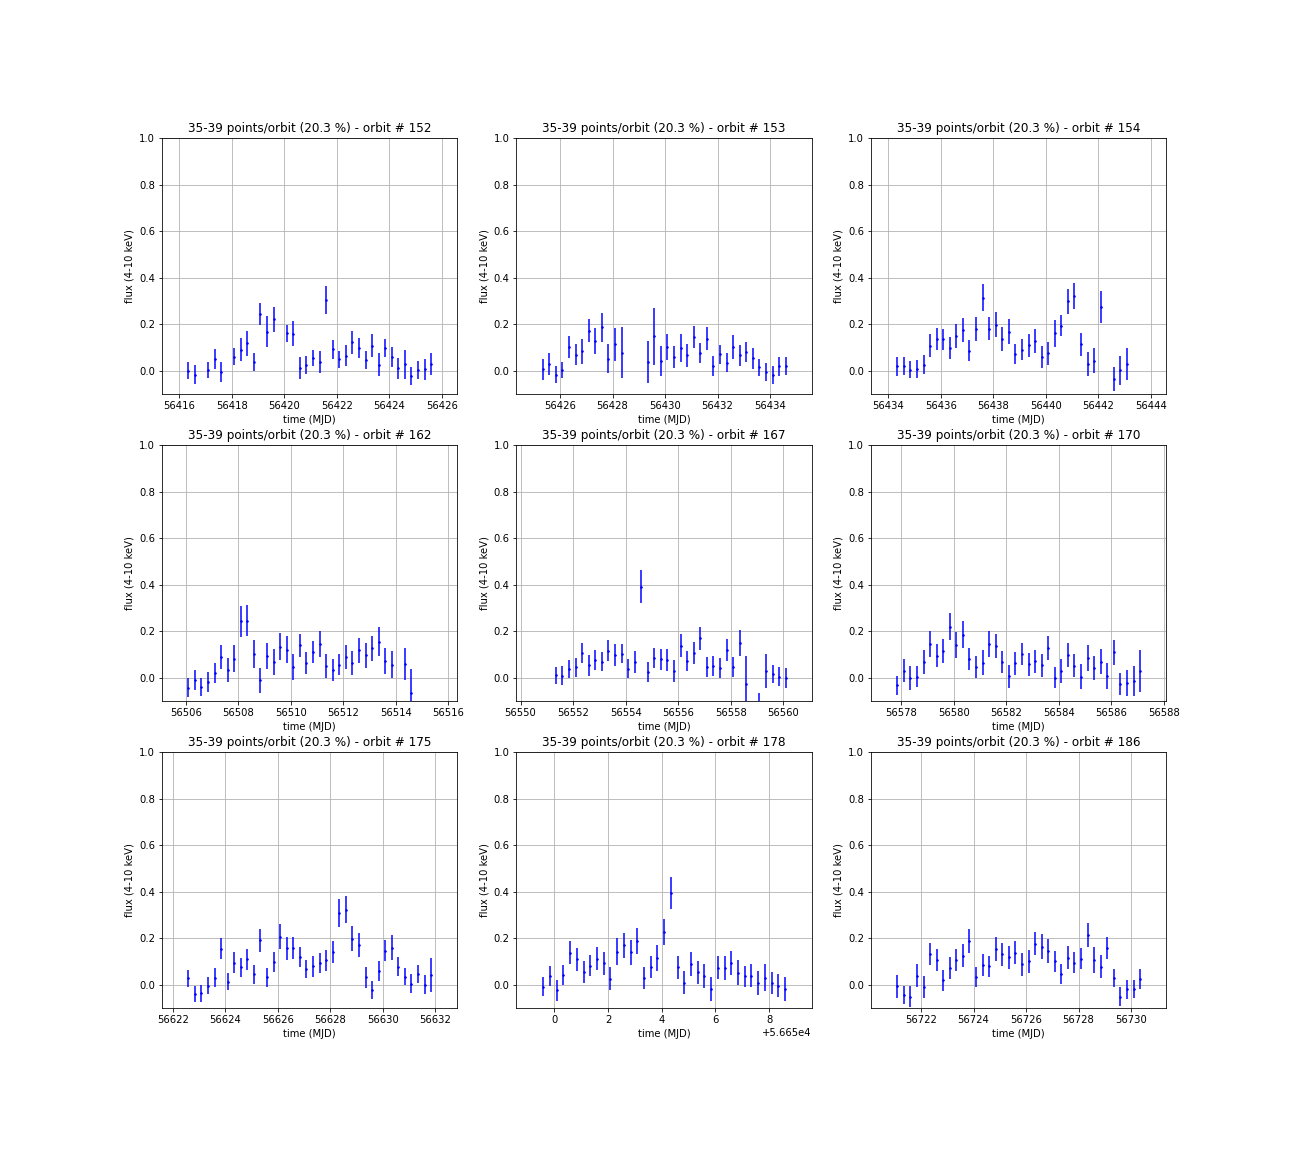 35-39 points/orbit (20.3 %) - orbit # 152
1.0
0.8
0.6
0.4
0.2
0.0
flux (4-10 keV)
56416 56418 56420 56422 56424 56426
time (MJD)
35-39 points/orbit (20.3 %) - orbit # 153
1.0
0.8
0.6
0.4
0.2
0.0
flux (4-10 keV)
56426 56428 56430 56432 56434
time (MJD)
35-39 points/orbit (20.3 %) - orbit # 154
1.0
0.8
0.6
0.4
0.2
0.0
flux (4-10 keV)
56434 56436 56438 56440 56442 56444
time (MJD)
35-39 points/orbit (20.3 %) - orbit # 162
1.0
0.8
0.6
0.4
0.2
0.0
flux (4-10 keV)
56506 56508 56510 56512 56514 56516
time (MJD)
35-39 points/orbit (20.3 %) - orbit # 167
1.0
0.8
0.6
0.4
0.2
0.0
flux (4-10 keV)
56550 56552 56554 56556 56558 56560
time (MJD)
35-39 points/orbit (20.3 %) - orbit # 170
1.0
0.8
0.6
0.4
0.2
0.0
flux (4-10 keV)
56578 56580 56582 56584 56586 56588
time (MJD)
35-39 points/orbit (20.3 %) - orbit # 175
1.0
0.8
0.6
0.4
0.2
0.0
flux (4-10 keV)
56622 56624 56626 56628 56630 56632
time (MJD)
35-39 points/orbit (20.3 %) - orbit # 178
1.0
0.8
0.6
0.4
0.2
0.0
flux (4-10 keV)
0 2 4 6 8
time (MJD)
+5.665e4
35-39 points/orbit (20.3 %) - orbit # 186
1.0
0.8
0.6
0.4
0.2
0.0
flux (4-10 keV)
56722 56724 56726 56728 56730
time (MJD)